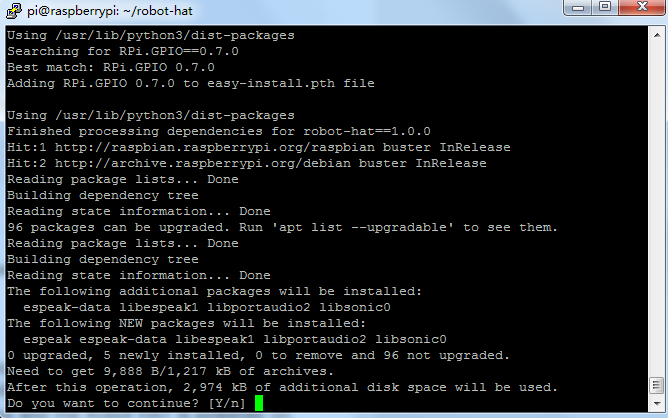 pi@raspberrypi: ~/robot-hat
Using /usr/lib/python3/dist-packages
Searching for RPi.GPIO==0.7.0
Best match: RPi.GPIO 0.7.0
Adding RPi.GPIO 0.7.0 to easy-install.pth file

Using /usr/lib/python3/dist-packages
Finished processing dependencies for robot-hat==1.0.0
Hit:1 http://raspbian.raspberrypi.org/raspbian buster InRelease
Hit:2 http://archive.raspberrypi.org/debian buster InRelease
Reading package lists... Done
Building dependency tree
Reading state information... Done
96 packages can be upgraded. Run 'apt list --upgradable' to see them.
Reading package lists... Done
Building dependency tree
Reading state information... Done
The following additional packages will be installed:
  espeak-data libespeak1 libportaudio2 libsonic0
The following NEW packages will be installed:
  espeak espeak-data libespeak1 libportaudio2 libsonic0
0 upgraded, 5 newly installed, 0 to remove and 96 not upgraded.
Need to get 9,888 B/1,217 kB of archives.
After this operation, 2,974 kB of additional disk space will be used.
Do you want to continue? [Y/n]